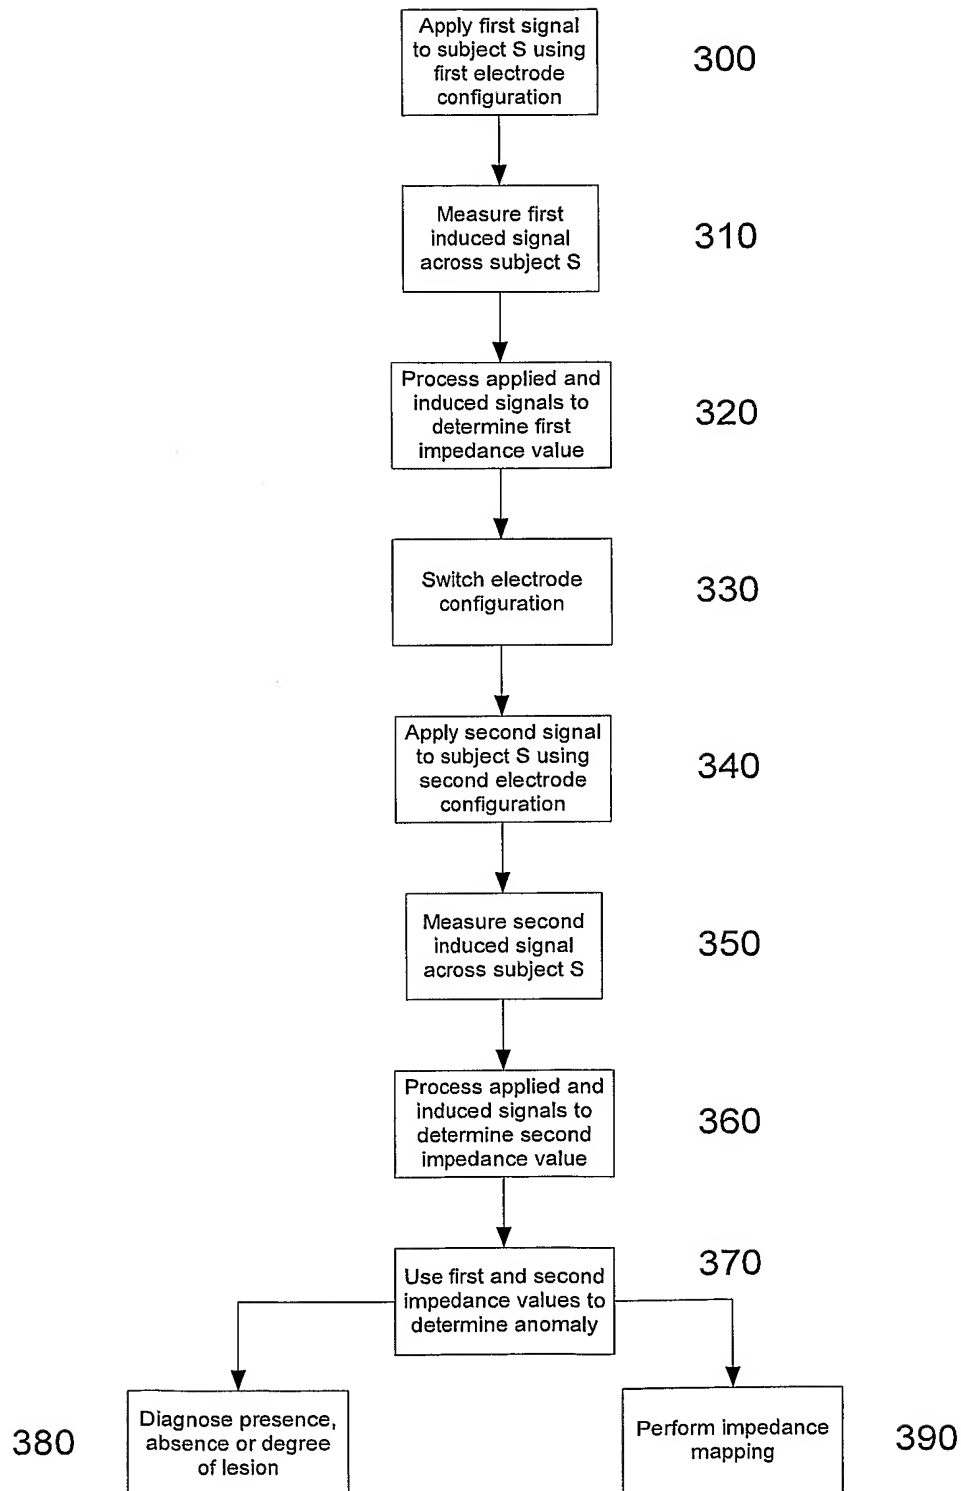 Apply first signal
to subject S using
first electrode
configuration
300
Measure first
induced signal
across subject S
310
Process applied and
induced signals to
determine first
impedance value
320
Switch electrode
configuration
330
Apply second signal
to subject S using
second electrode
configuration
340
Measure second
induced signal
across subject S
350
Process applied and
induced signals to
determine second
impedance value
360
Use first and second
impedance values to
determine anomaly
370
380
Diagnose presence,
absence or degree
of lesion
Perform impedance
mapping
390